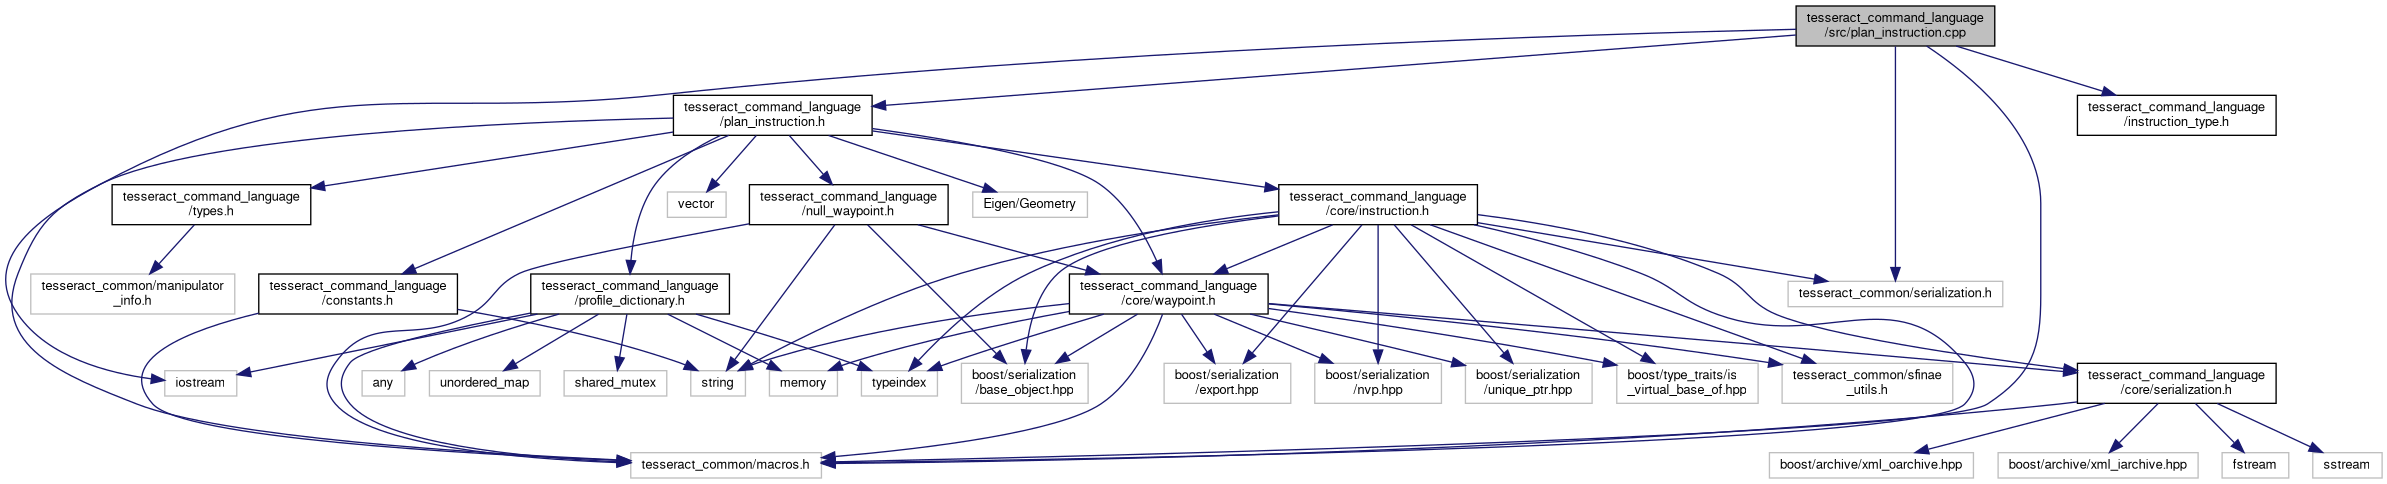 tesseract_command_language
/src/plan_instruction.cpp
tesseract_command_language
/plan_instruction.h
tesseract_command_language
/instruction_type.h
tesseract_command_language
/types.h
vector
tesseract_command_language
/null_waypoint.h
Eigen/Geometry
tesseract_command_language
/core/instruction.h
tesseract_common/manipulator
_info.h
tesseract_command_language
/constants.h
tesseract_command_language
/profile_dictionary.h
tesseract_command_language
/core/waypoint.h
tesseract_common/serialization.h
iostream
any
unordered_map
shared_mutex
string
memory
typeindex
boost/serialization
/base_object.hpp
boost/serialization
/export.hpp
boost/serialization
/nvp.hpp
boost/serialization
/unique_ptr.hpp
boost/type_traits/is
_virtual_base_of.hpp
tesseract_common/sfinae
_utils.h
tesseract_command_language
/core/serialization.h
tesseract_common/macros.h
boost/archive/xml_oarchive.hpp
boost/archive/xml_iarchive.hpp
fstream
sstream